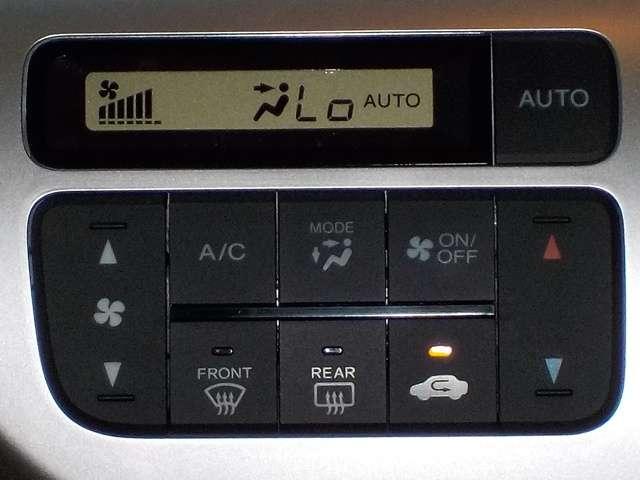 Lo AUTO
AUTO
A/C
MODE
ON/
OFF
FRONT
REAR